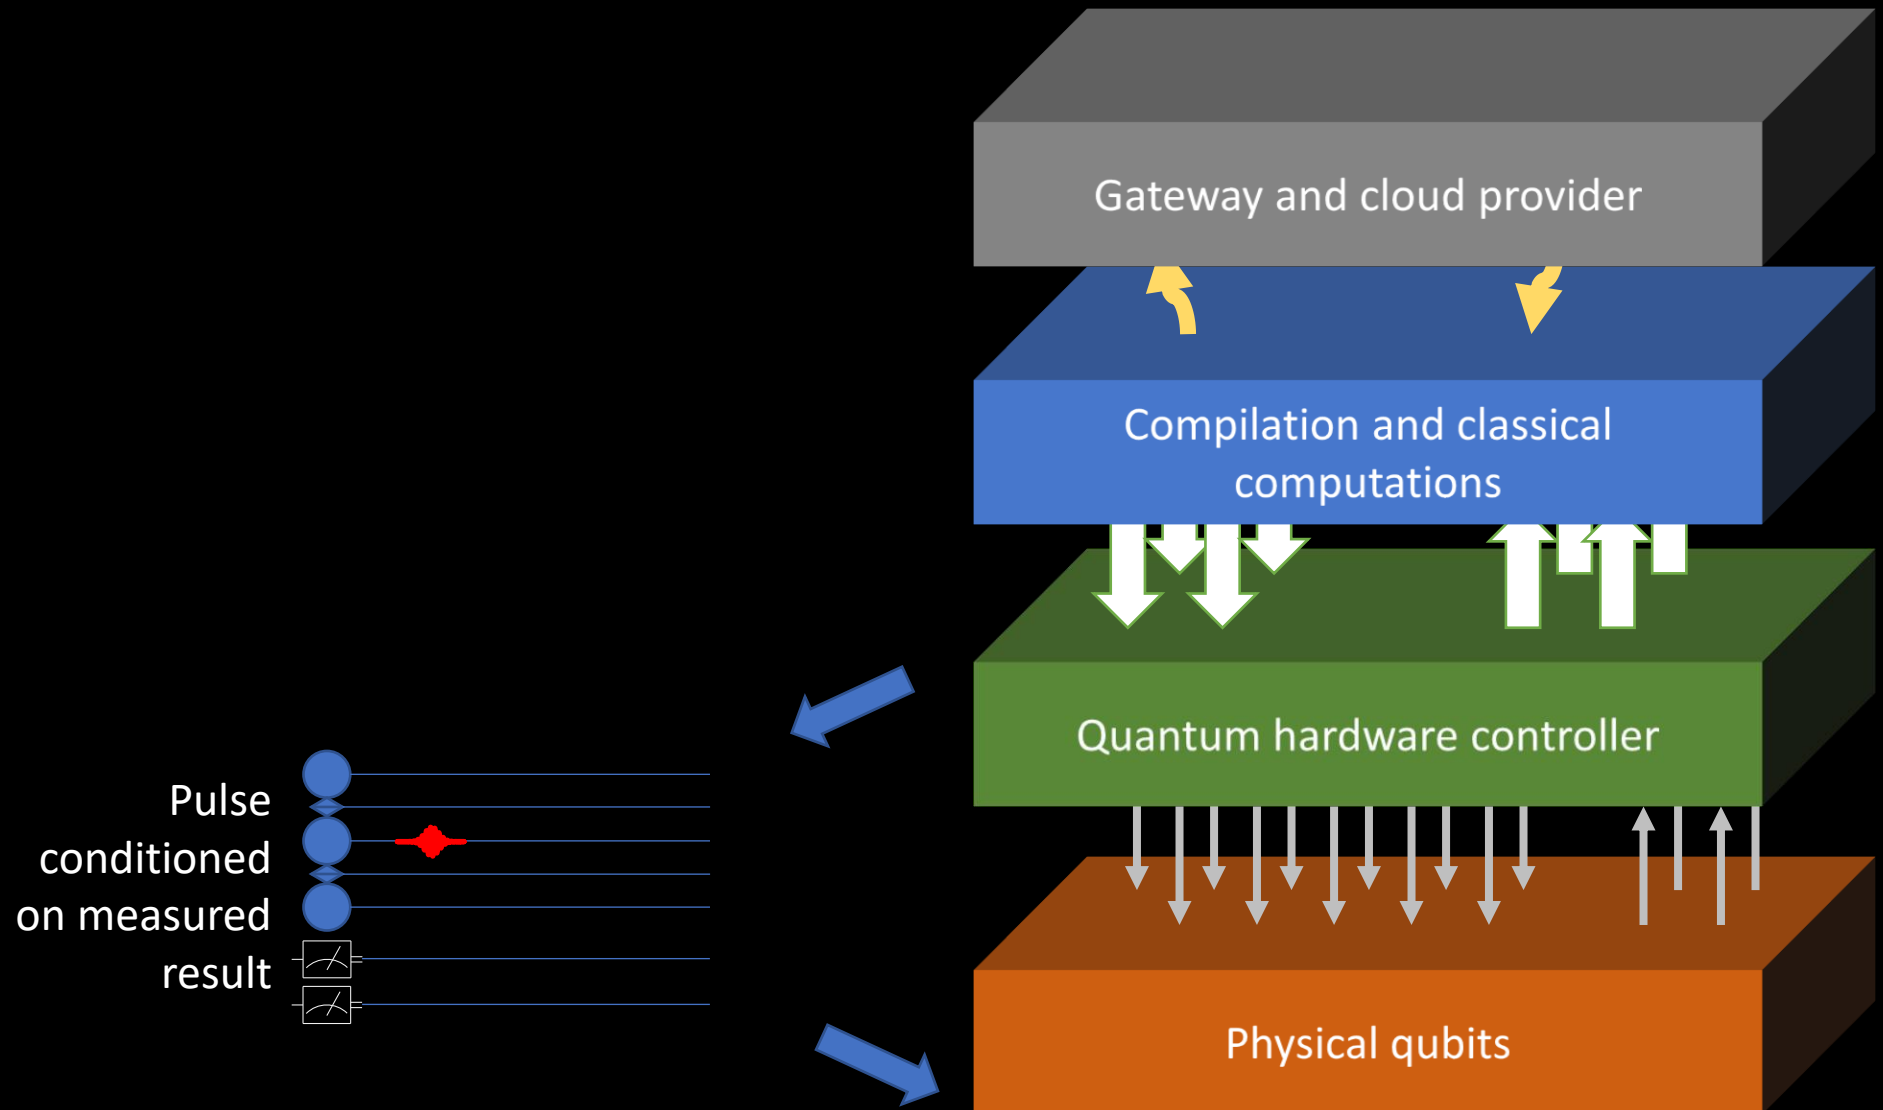 Gateway and cloud provider
Compilation and classical
computations
Quantum hardware controller
Pulse
conditioned
on measured
result
Physical qubits